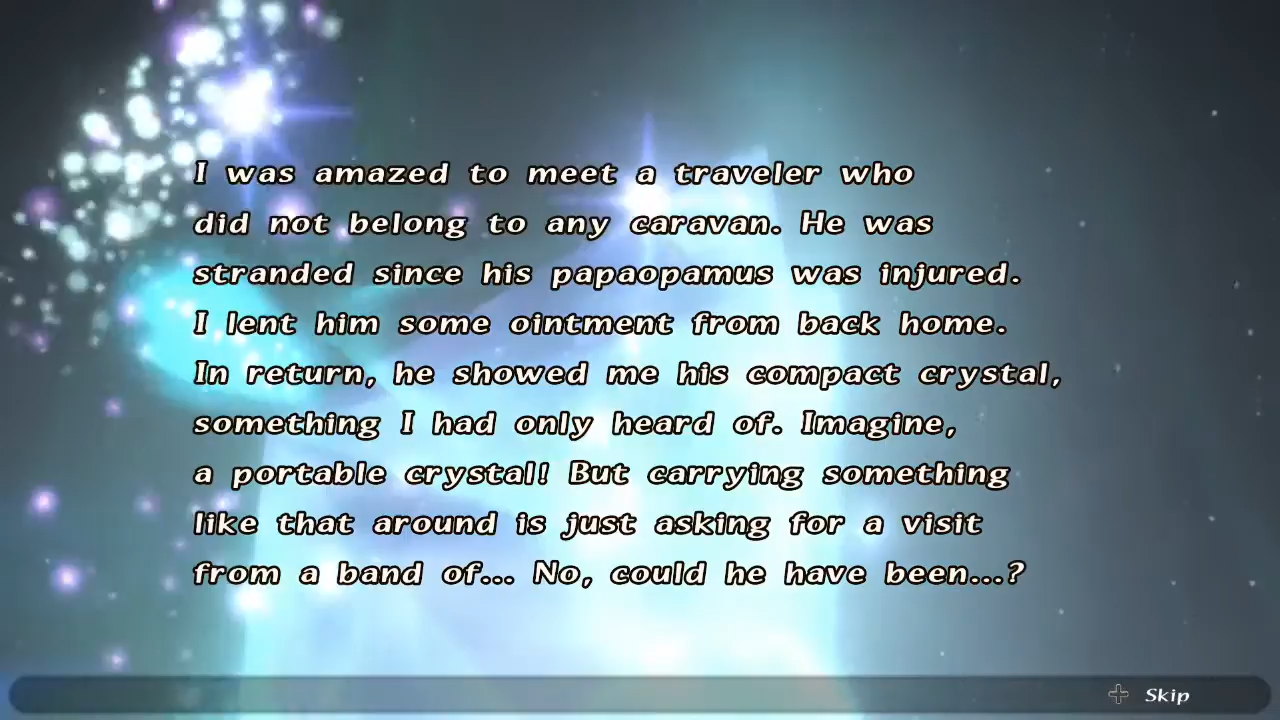 I was amazed to meet a traveler who
did not belong to any caravan. He was
stranded since his papaopamus was injured.
I lent him some ointment from back home.
In return, he showed me his compact crystal,
something I had only heard of. Imagine,
a portable crystal! But carrying something
like that around is just asking for a visit
from a band of... No, could he have been...?
Skip